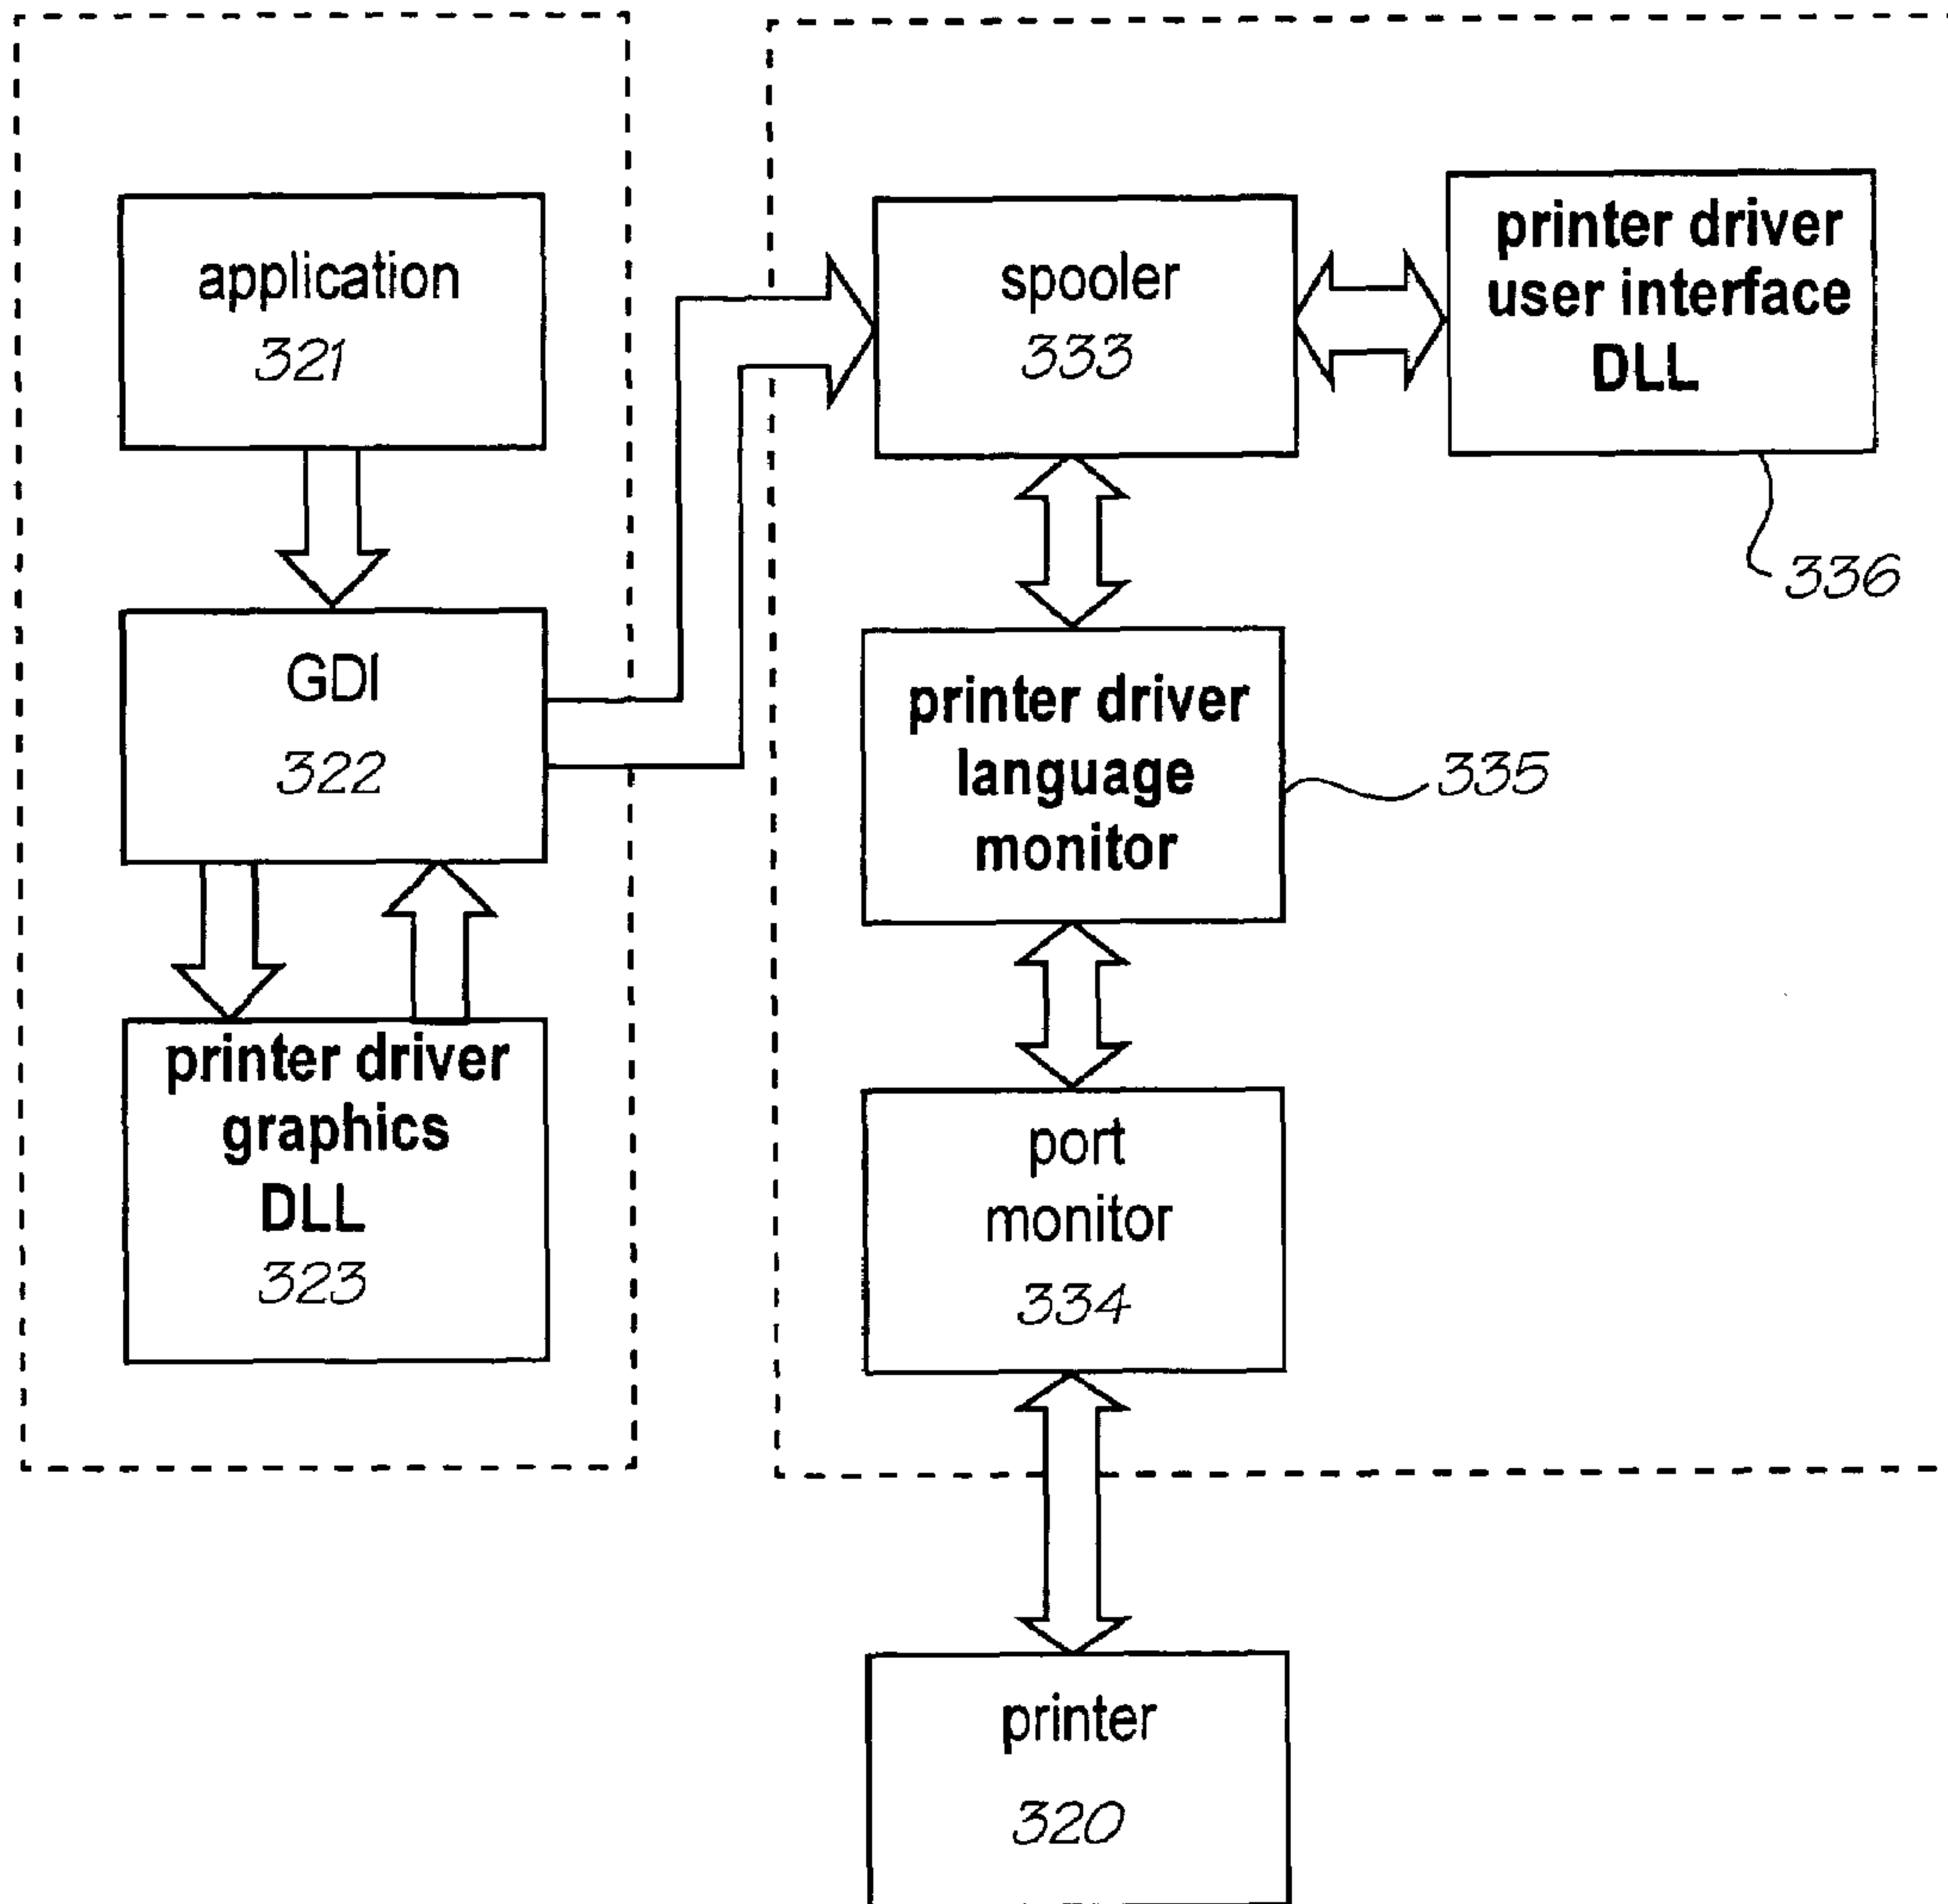 application
321
GDI
322
printer driver
graphics
DLL
323
spooler
333
printer driver
user interface
DLL
336
printer driver
language
monitor
335
port
monitor
334
printer
320